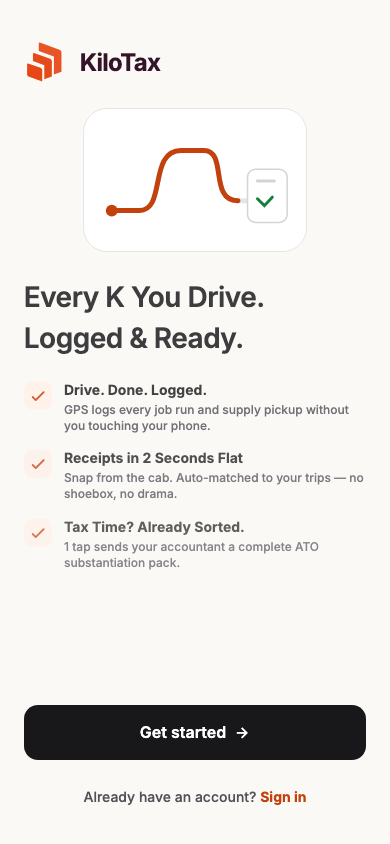 KiloTax
Every K You Drive.
Logged & Ready.
Drive. Done. Logged.
GPS logs every job run and supply pickup without
you touching your phone.
Receipts in 2 Seconds Flat
Snap from the cab. Auto-matched to your trips — no
shoebox, no drama.
Tax Time? Already Sorted.
1 tap sends your accountant a complete ATO
substantiation pack.
Get started →
Already have an account? Sign in